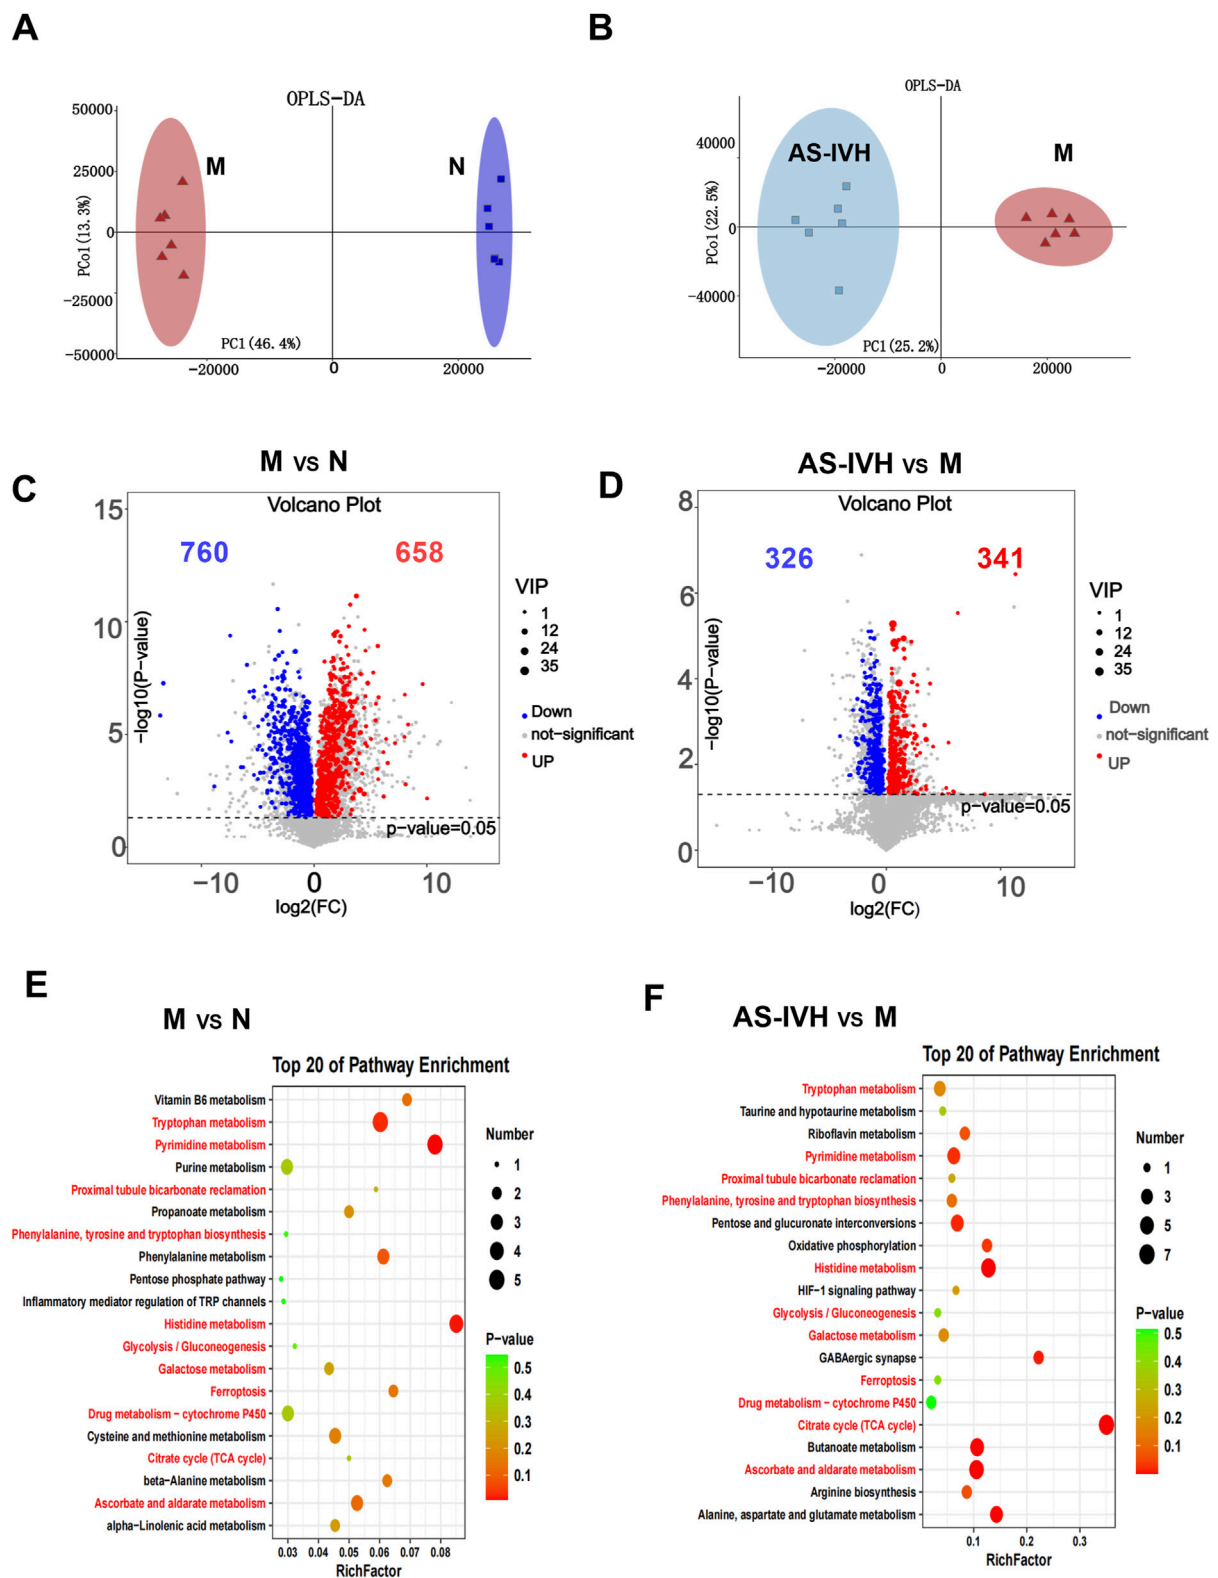 A
B
OPLS-DA
50000
25000
0
-25000
-50000
PCo1(13.3%)
M
N
PC1(46.4%)
-20000
0
20000
OPLS-DA
40000
0
-40000
PCo1(22.5%)
AS-IVH
M
PC1(25.2%)
-20000
0
20000
M vs N
AS-IVH vs M
C
D
Volcano Plot
15
10
5
0
-log10(P-value)
760
658
p-value=0.05
-10
0
10
log2(FC)
VIP
1
12
24
35
Down
not-significant
UP
Volcano Plot
8
6
4
2
0
-log10(P-value)
326
341
p-value=0.05
-10
0
10
log2(FC)
VIP
1
12
24
35
Down
not-significant
UP
E
F
M vs N
AS-IVH vs M
Top 20 of Pathway Enrichment
Vitamin B6 metabolism
Tryptophan metabolism
Pyrimidine metabolism
Purine metabolism
Proximal tubule bicarbonate reclamation
Propanoate metabolism
Phenylalanine, tyrosine and tryptophan biosynthesis
Phenylalanine metabolism
Pentose phosphate pathway
Inflammatory mediator regulation of TRP channels
Histidine metabolism
Glycolysis / Gluconeogenesis
Galactose metabolism
Ferroptosis
Drug metabolism - cytochrome P450
Cysteine and methionine metabolism
Citrate cycle (TCA cycle)
beta-Alanine metabolism
Ascorbate and aldarate metabolism
alpha-Linolenic acid metabolism
0.03 0.04 0.05 0.06 0.07 0.08
RichFactor
Number
1
2
3
4
5
P-value
0.5
0.4
0.3
0.2
0.1
Top 20 of Pathway Enrichment
Tryptophan metabolism
Taurine and hypotaurine metabolism
Riboflavin metabolism
Pyrimidine metabolism
Proximal tubule bicarbonate reclamation
Phenylalanine, tyrosine and tryptophan biosynthesis
Pentose and glucuronate interconversions
Oxidative phosphorylation
Histidine metabolism
HIF-1 signaling pathway
Glycolysis / Gluconeogenesis
Galactose metabolism
GABAergic synapse
Ferroptosis
Drug metabolism - cytochrome P450
Citrate cycle (TCA cycle)
Butanoate metabolism
Ascorbate and aldarate metabolism
Arginine biosynthesis
Alanine, aspartate and glutamate metabolism
0.1 0.2 0.3
RichFactor
Number
1
3
5
7
P-value
0.5
0.4
0.3
0.2
0.1